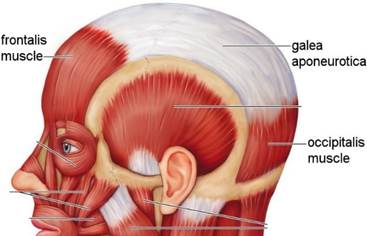 frontalis
muscle
galea
aponeurotica
occipitalis
muscle